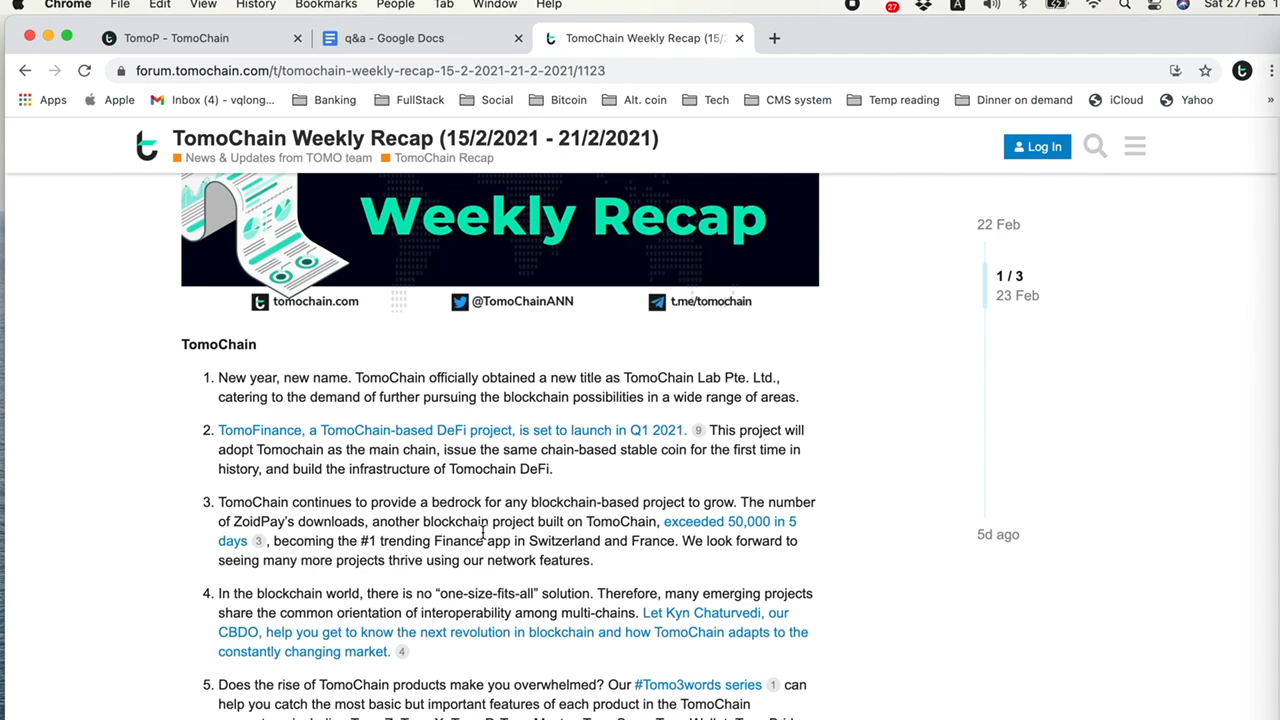 Chrome File Edit View History Bookmarks People Tab Window Help 27 A Sat 27 Feb 1
TomoP - TomoChain q&a - Google Docs TomoChain Weekly Recap (15/
forum.tomochain.com/t/tomochain-weekly-recap-15-2-2021-21-2-2021/1123
Apps Apple Inbox (4) - vqlong... Banking FullStack Social Bitcoin Alt. coin Tech CMS system Temp reading Dinner on demand iCloud Yahoo »
TomoChain Weekly Recap (15/2/2021 - 21/2/2021)
News & Updates from TOMO team TomoChain Recap
Log In
Weekly Recap
tomochain.com @TomoChainANN t.me/tomochain
22 Feb
1 / 3
23 Feb
5d ago
TomoChain
1. New year, new name. TomoChain officially obtained a new title as TomoChain Lab Pte. Ltd.,
catering to the demand of further pursuing the blockchain possibilities in a wide range of areas.
2. TomoFinance, a TomoChain-based DeFi project, is set to launch in Q1 2021. 9 This project will
adopt Tomochain as the main chain, issue the same chain-based stable coin for the first time in
history, and build the infrastructure of Tomochain DeFi.
3. TomoChain continues to provide a bedrock for any blockchain-based project to grow. The number
of ZoidPay's downloads, another blockchain project built on TomoChain, exceeded 50,000 in 5
days 3 , becoming the #1 trending Finance app in Switzerland and France. We look forward to
seeing many more projects thrive using our network features.
4. In the blockchain world, there is no “one-size-fits-all” solution. Therefore, many emerging projects
share the common orientation of interoperability among multi-chains. Let Kyn Chaturvedi, our
CBDO, help you get to know the next revolution in blockchain and how TomoChain adapts to the
constantly changing market. 4
5. Does the rise of TomoChain products make you overwhelmed? Our #Tomo3words series 1 can
help you catch the most basic but important features of each product in the TomoChain